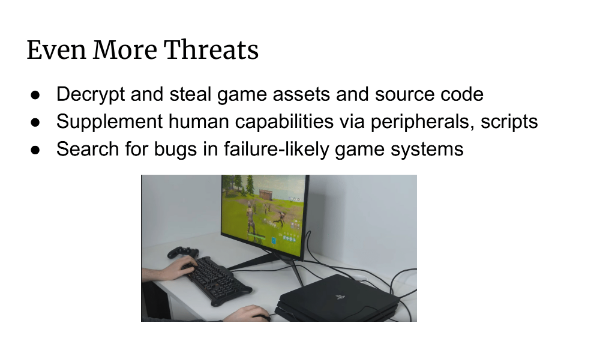 Even More Threats
● Decrypt and steal game assets and source code
● Supplement human capabilities via peripherals, scripts
● Search for bugs in failure-likely game systems